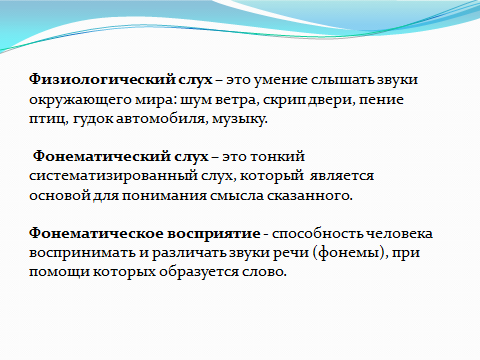 Физиологический слух – это умение слышать звуки
окружающего мира: шум ветра, скрип двери, пение
птиц, гудок автомобиля, музыку.
Фонематический слух – это тонкий
систематизированный слух, который является
основой для понимания смысла сказанного.
Фонематическое восприятие - способность человека
воспринимать и различать звуки речи (фонемы), при
помощи которых образуется слово.